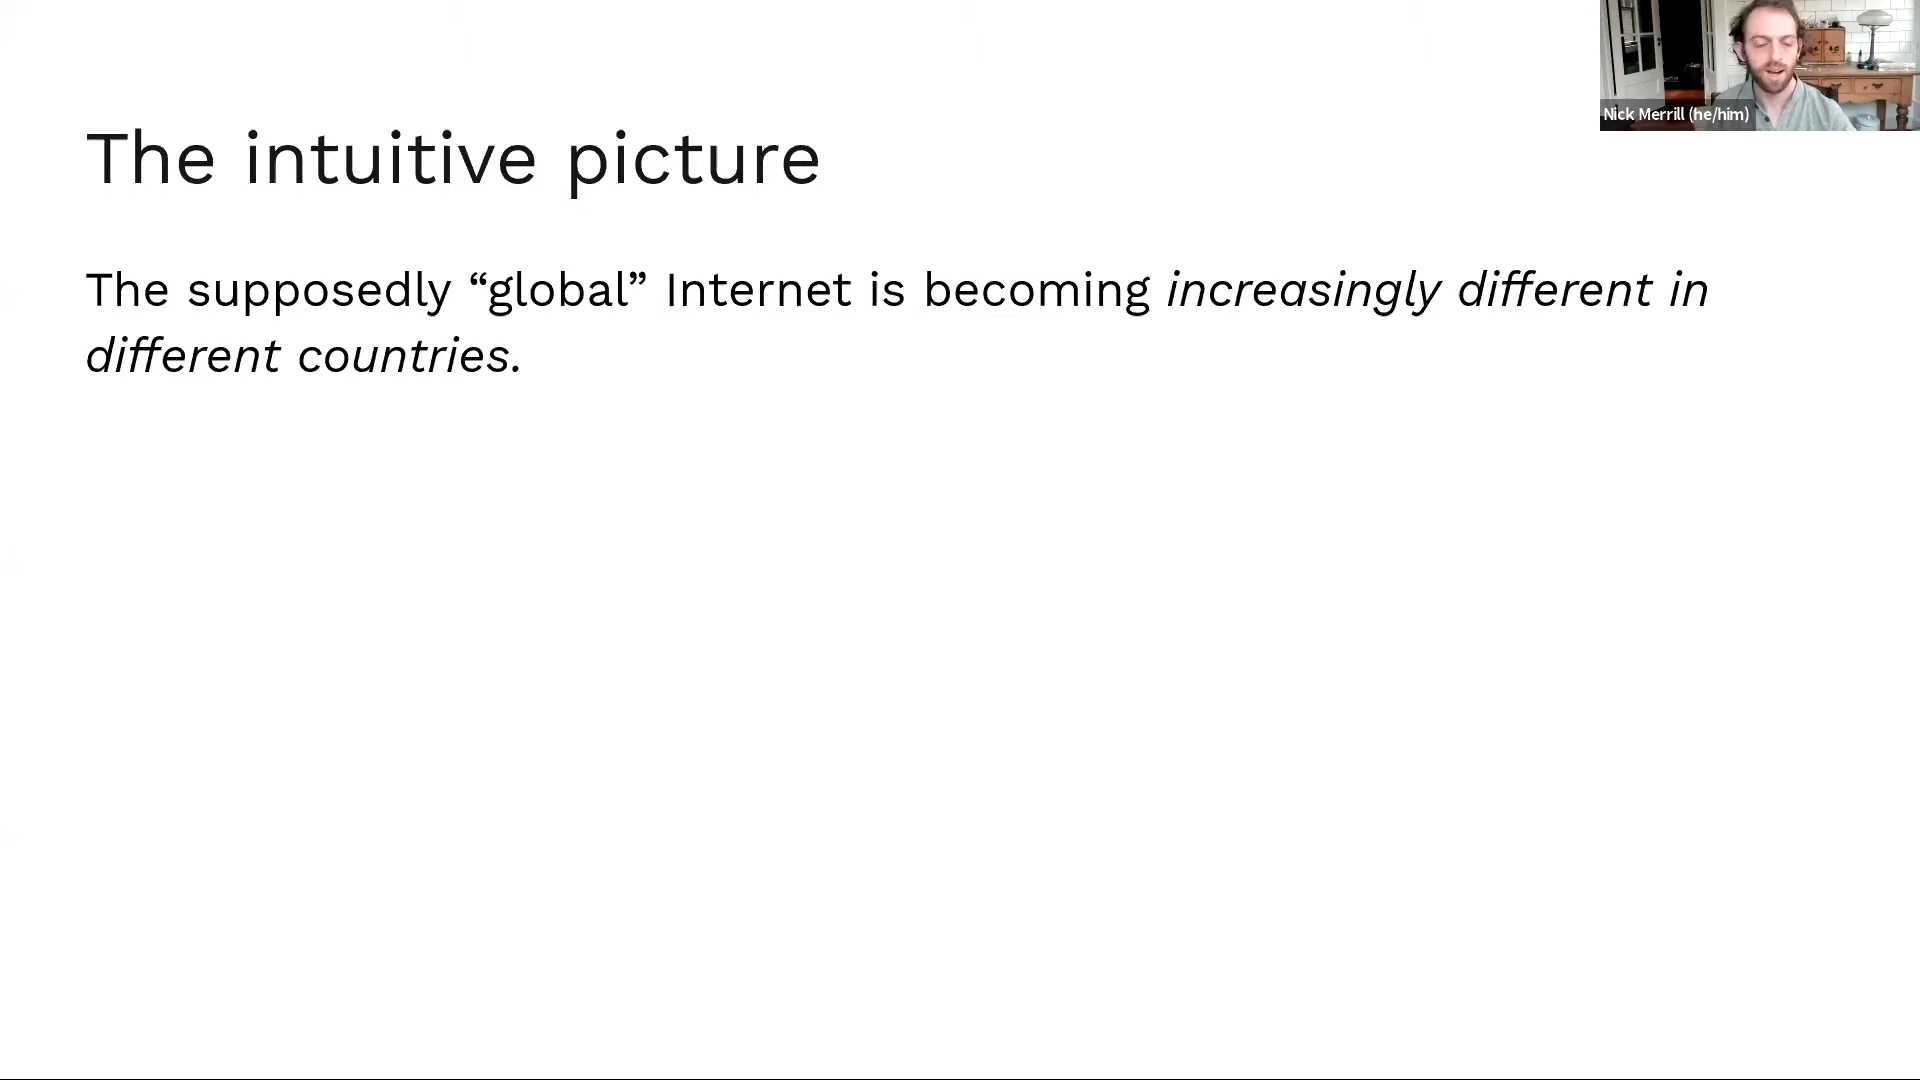 Nick Merrill (he/him)
The intuitive picture
The supposedly “global” Internet is becoming increasingly different in
different countries.